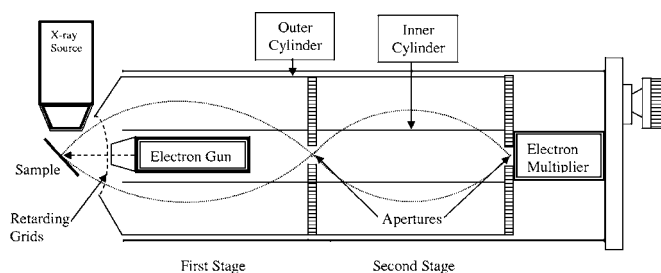 X-ray
Source
Outer
Cylinder
Inner
Cylinder
Electron Gun
Electron
Multiplier
Sample
Retarding
Grids
Apertures
First Stage
Second Stage